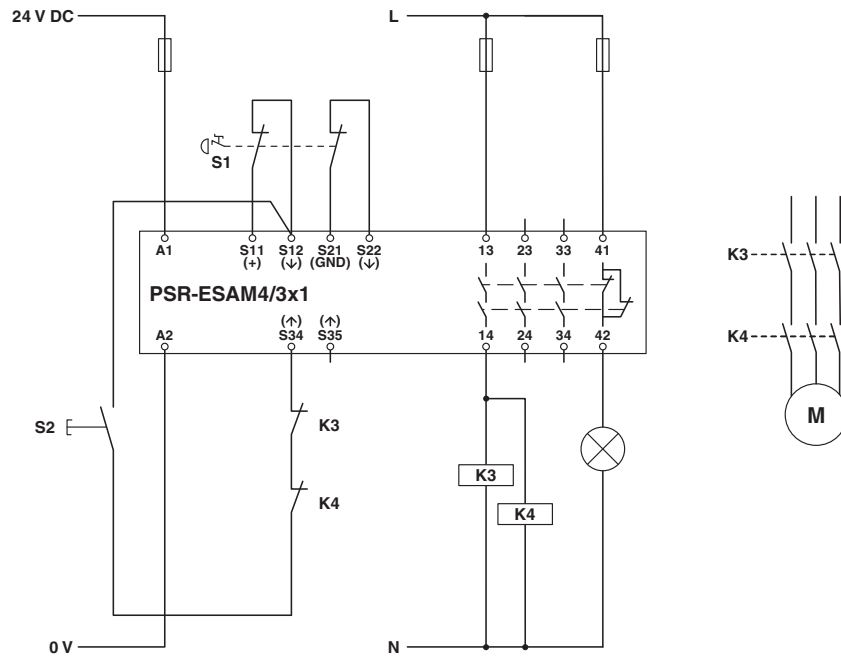 24 V DC
L
S1
A1
S11
(+)
S12
(↓)
S21
(GND)
S22
(↓)
13
23
33
41
PSR-ESAM4/3x1
A2
(↑)
S34
(↑)
S35
14
24
34
42
K3
K4
M
S2
K3
K4
K3
K4
0 V
N